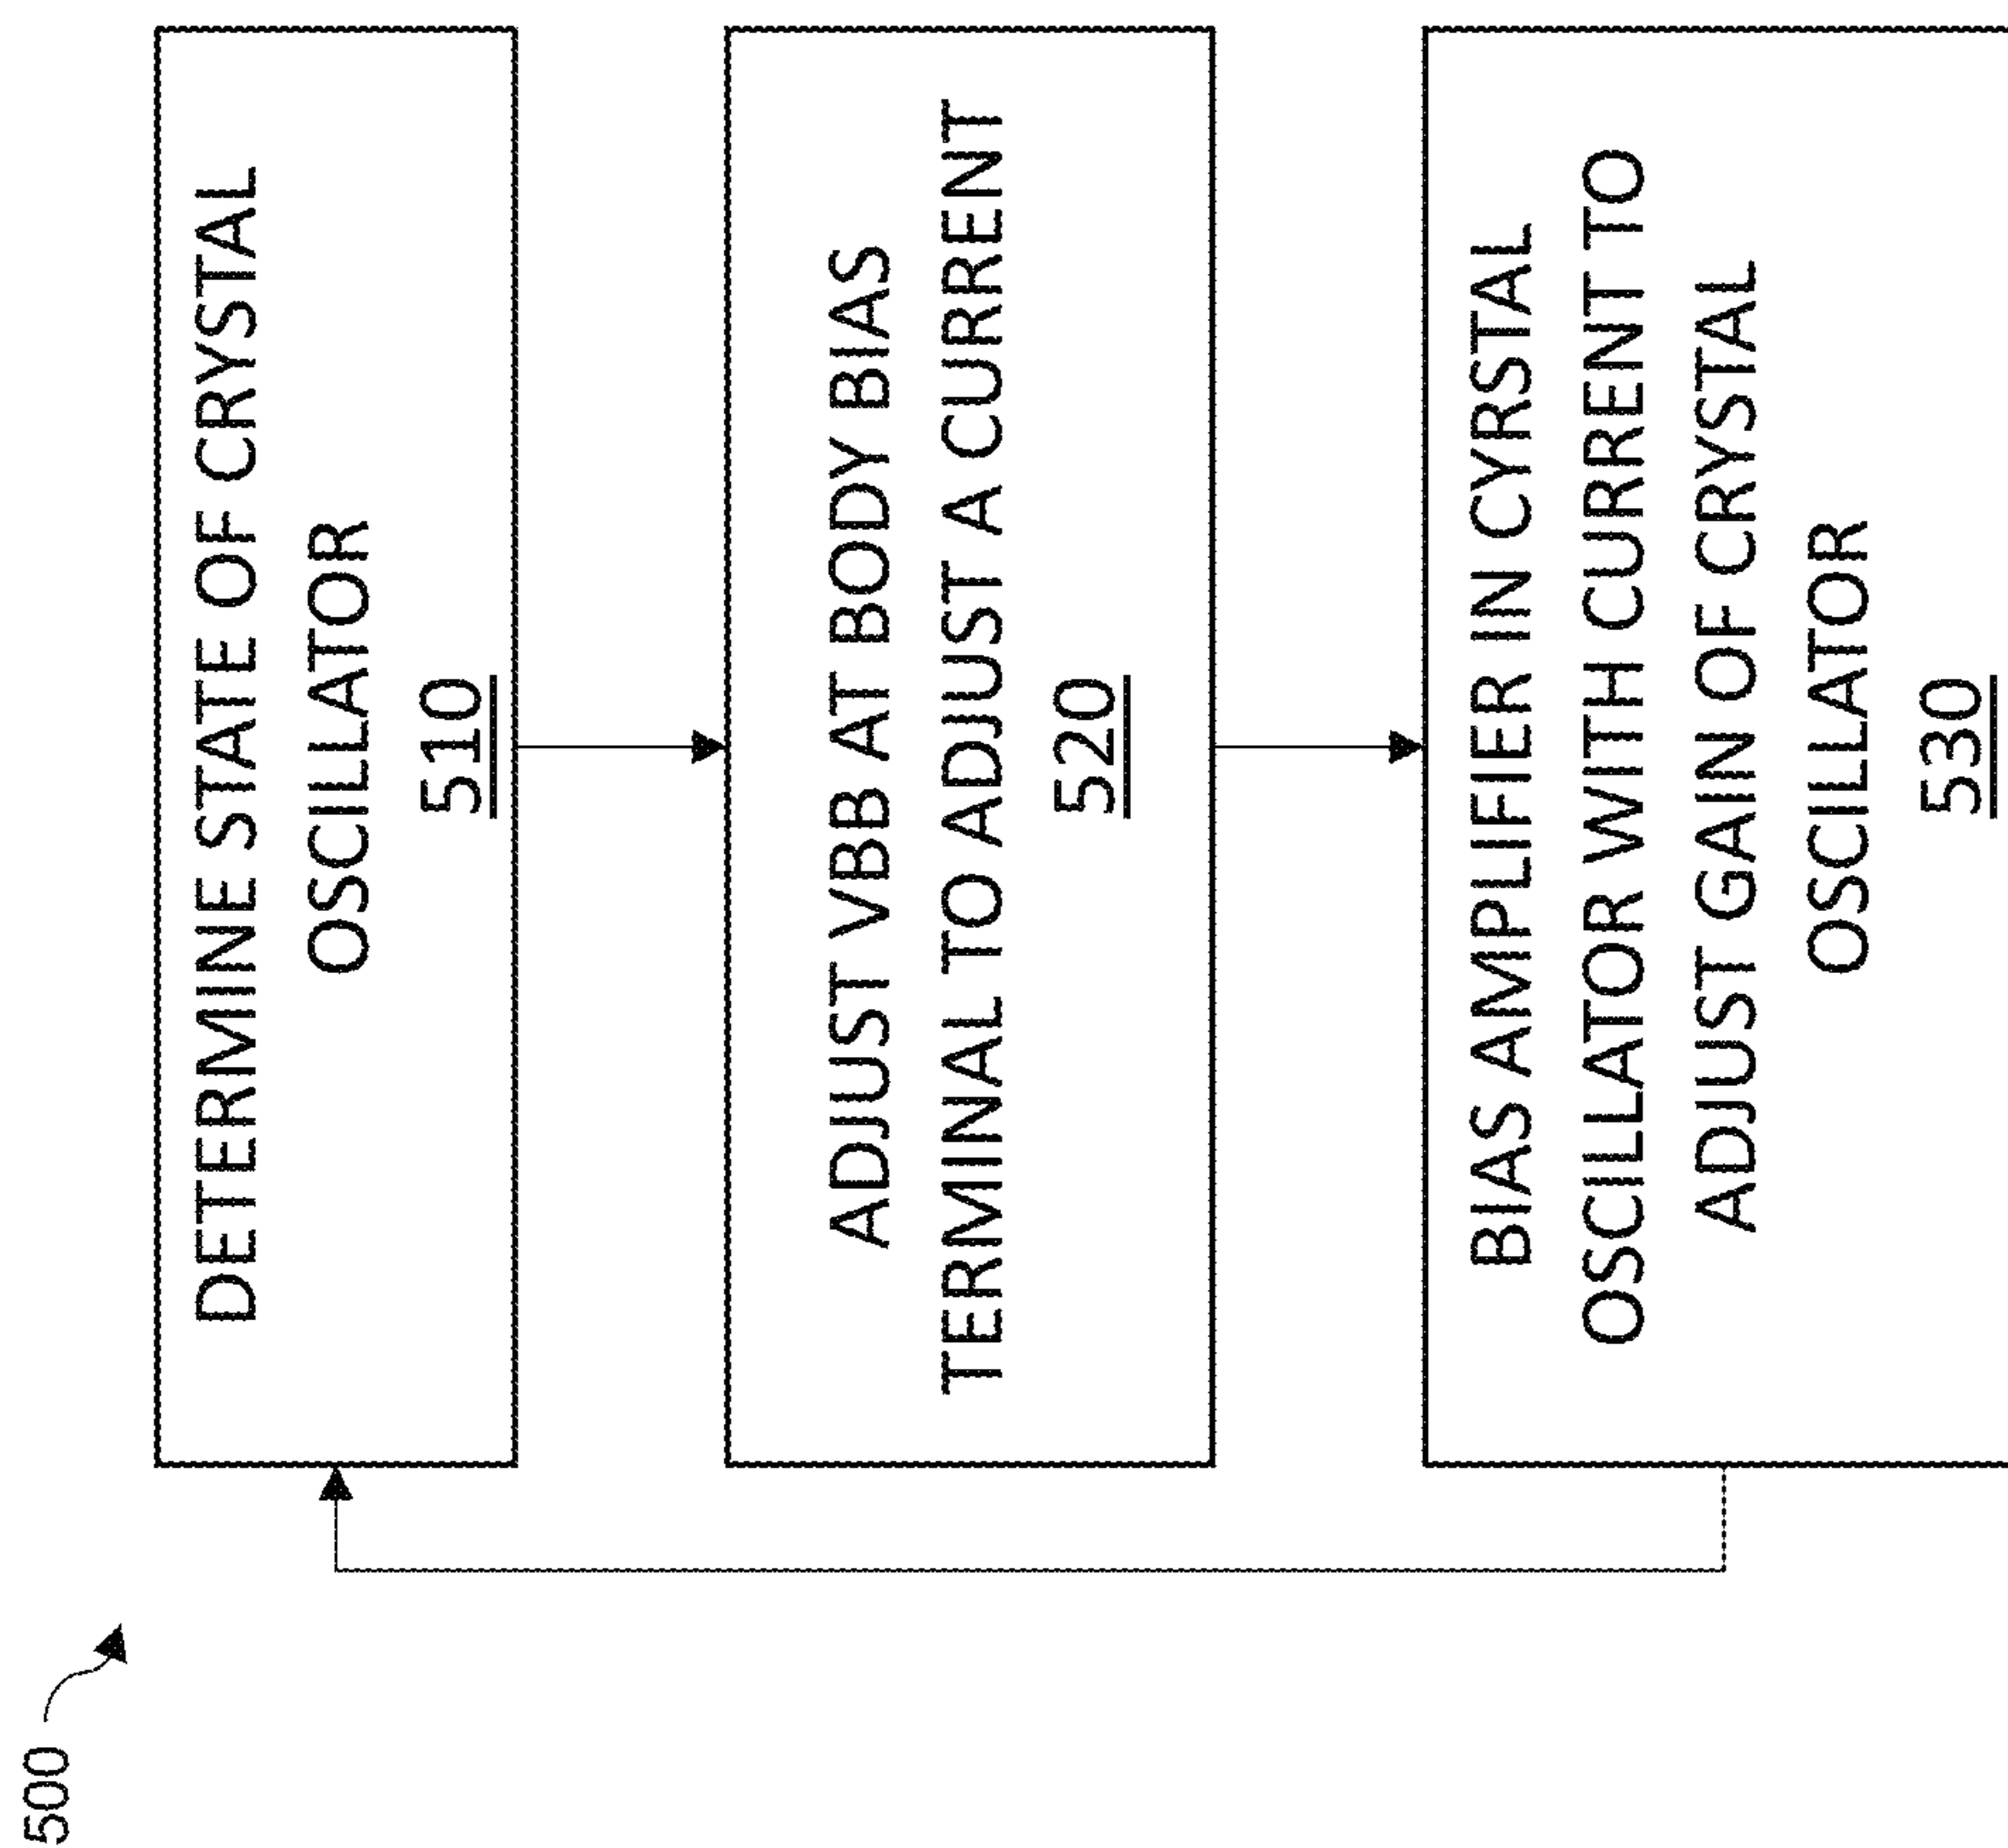 500
DETERMINE STATE OF CRYSTAL
OSCILLATOR
510
ADJUST VBB AT BODY BIAS
TERMINAL TO ADJUST A CURRENT
520
BIAS AMPLIFIER IN CYRSTAL
OSCILLATOR WITH CURRENT TO
ADJUST GAIN OF CRYSTAL
OSCILLATOR
530